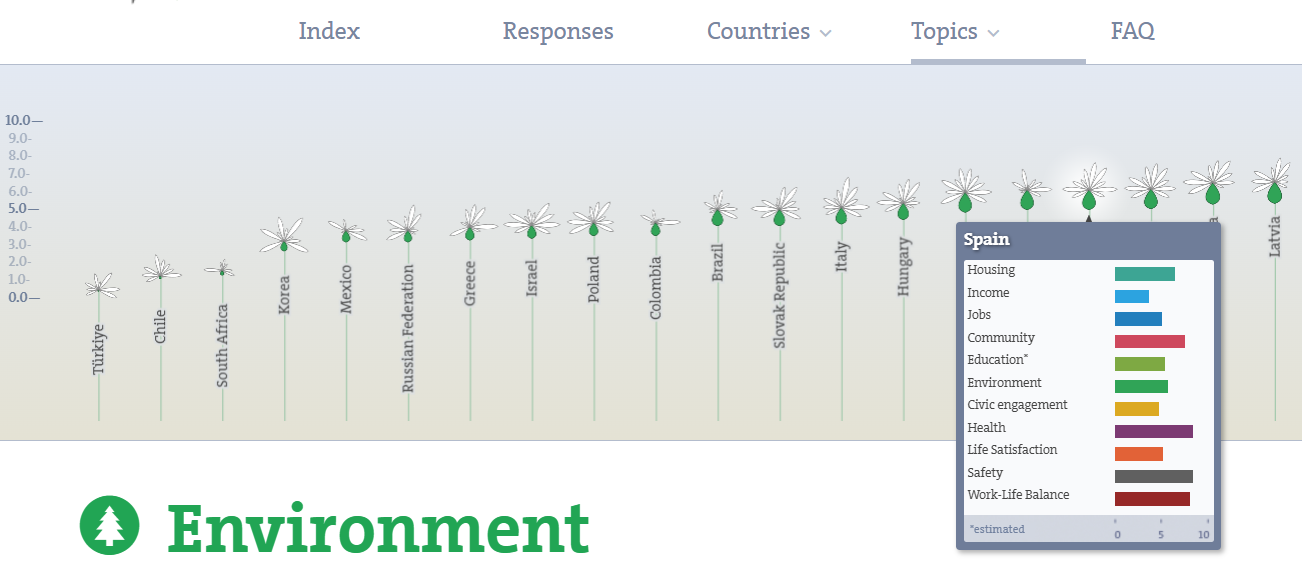 Index Responses Countries Topics FAQ
10.0
9.0
8.0
7.0
6.0
5.0
4.0
3.0
2.0
1.0
0.0
Türkiye
Chile
South Africa
Korea
Mexico
Russian Federation
Greece
Israel
Poland
Colombia
Brazil
Slovak Republic
Italy
Hungary
Latvia
Spain
Housing
Income
Jobs
Community
Education*
Environment
Civic engagement
Health
Life Satisfaction
Safety
Work-Life Balance
*estimated
0 5 10
Environment